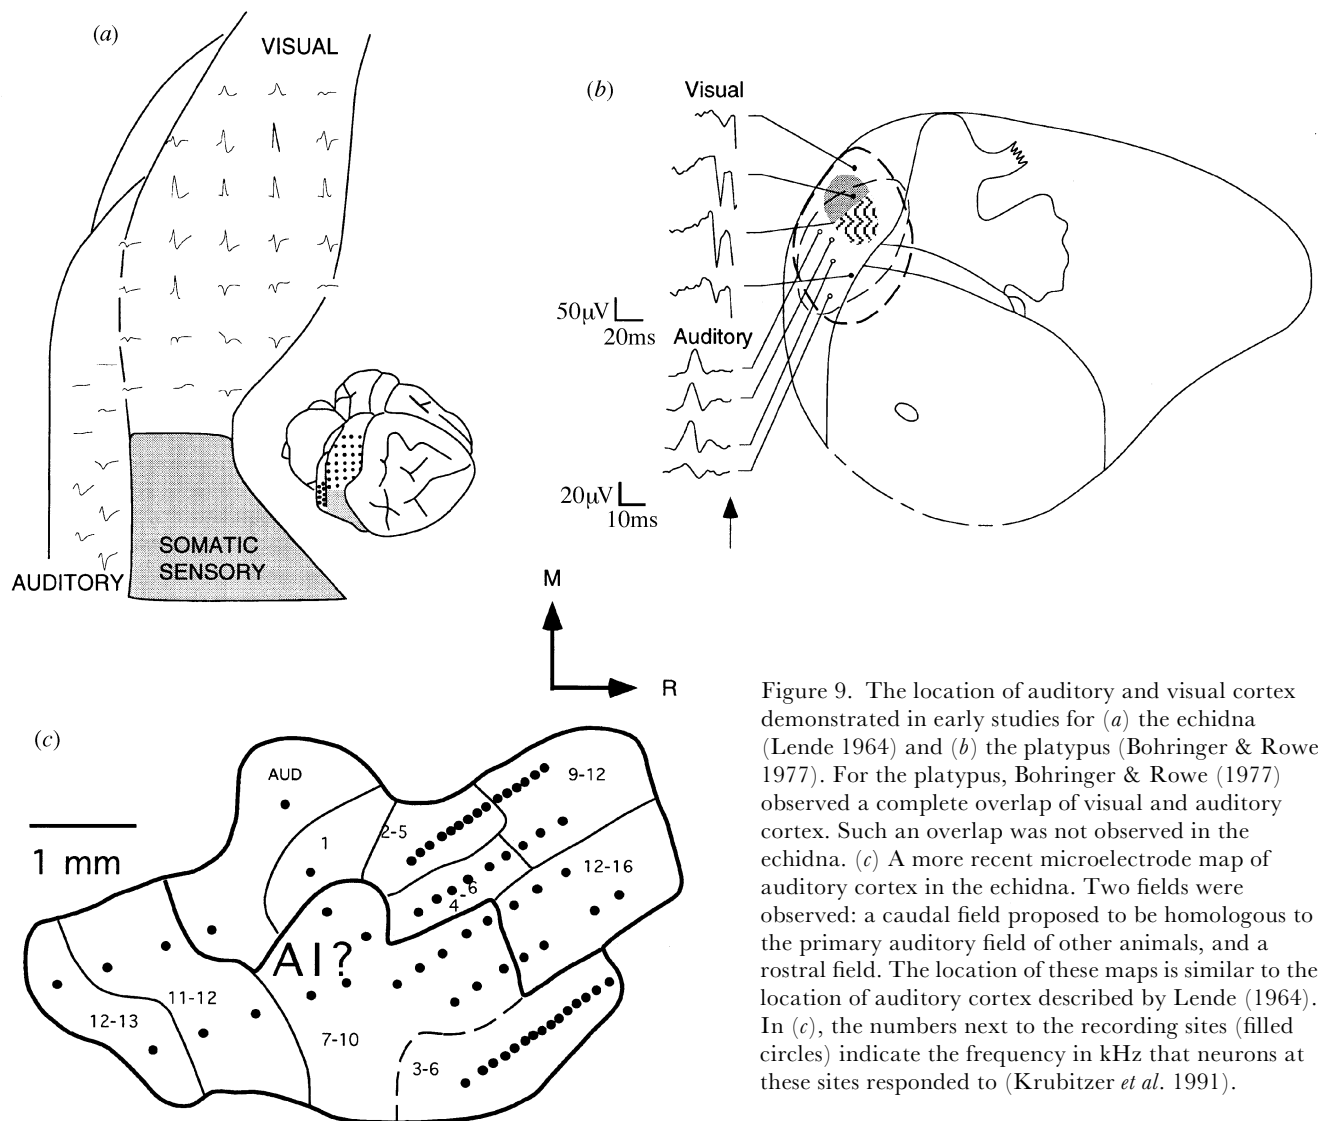 (a)
VISUAL
AUDITORY
SOMATIC
SENSORY
(b)
Visual
50μV
20ms
Auditory
20μV
10ms
M
R
(c)
1 mm
AUD
1
2-5
9-12
4-6
12-16
AI?
11-12
12-13
7-10
3-6
Figure 9. The location of auditory and visual cortex
demonstrated in early studies for (a) the echidna
(Lende 1964) and (b) the platypus (Bohringer & Rowe
1977). For the platypus, Bohringer & Rowe (1977)
observed a complete overlap of visual and auditory
cortex. Such an overlap was not observed in the
echidna. (c) A more recent microelectrode map of
auditory cortex in the echidna. Two fields were
observed: a caudal field proposed to be homologous to
the primary auditory field of other animals, and a
rostral field. The location of these maps is similar to the
location of auditory cortex described by Lende (1964).
In (c), the numbers next to the recording sites (filled
circles) indicate the frequency in kHz that neurons at
these sites responded to (Krubitzer et al. 1991).